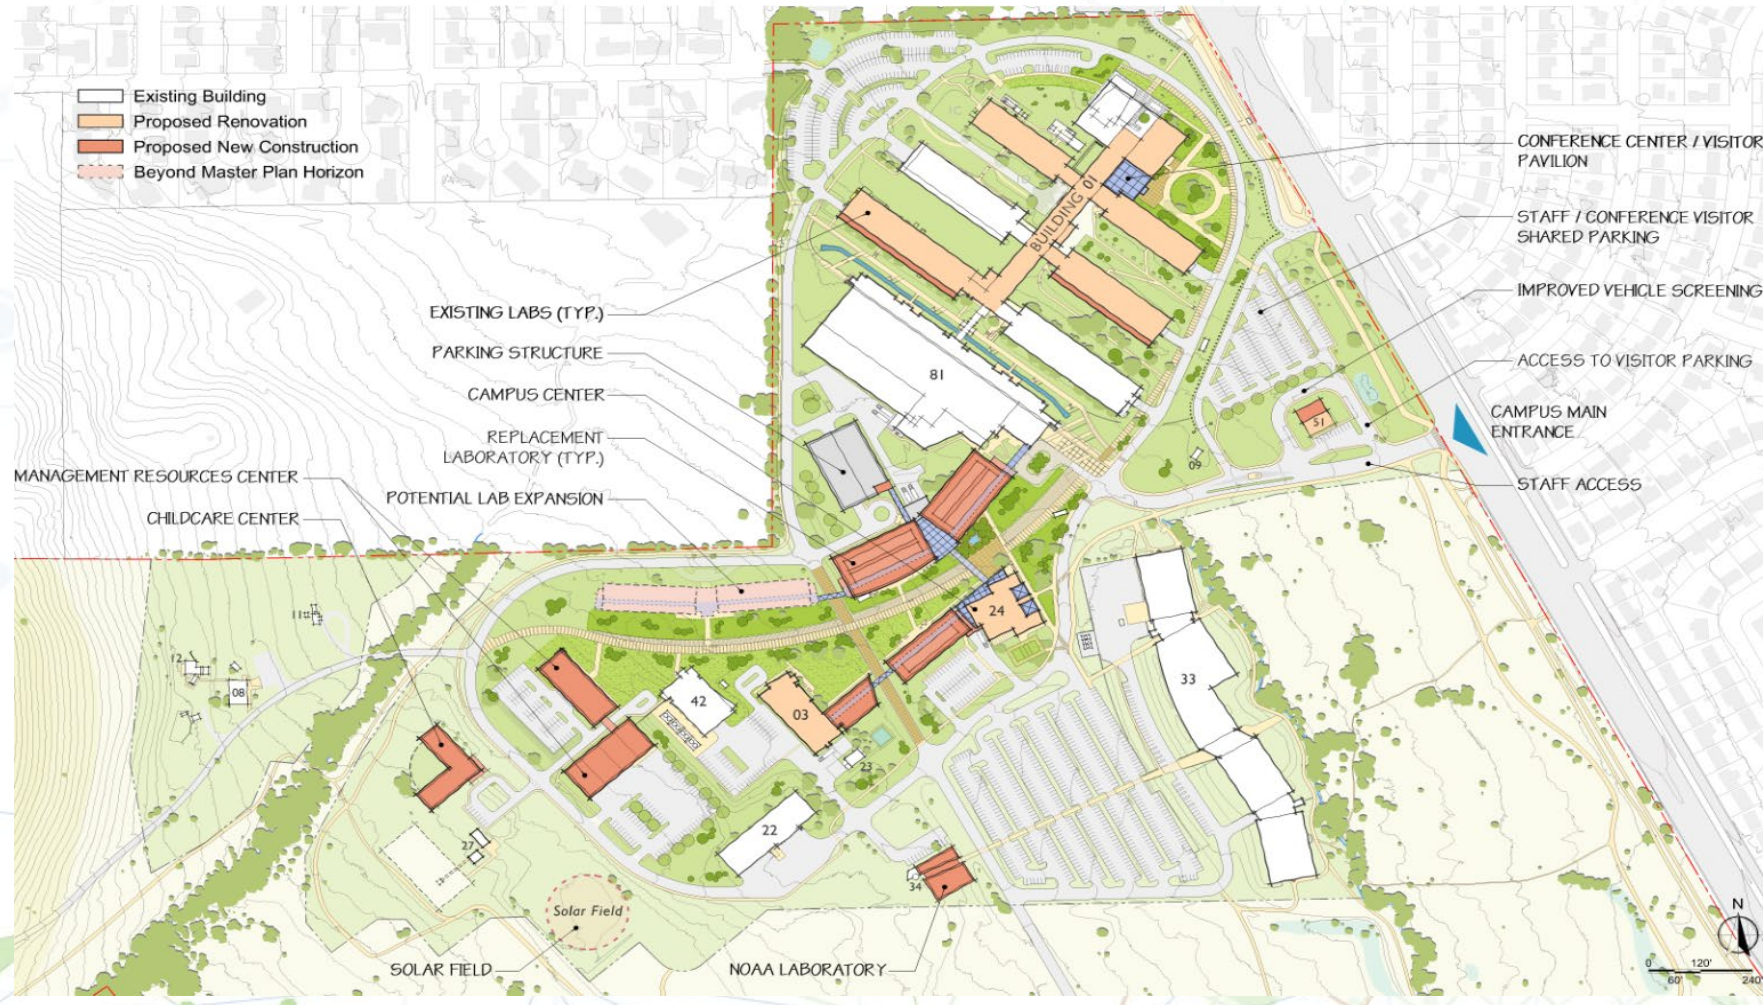 Existing Building
Proposed Renovation
Proposed New Construction
Beyond Master Plan Horizon
CONFERENCE CENTER / VISITOR
PAVILION
STAFF / CONFERENCE VISITOR
SHARED PARKING
IMPROVED VEHICLE SCREENING
ACCESS TO VISITOR PARKING
CAMPUS MAIN
ENTRANCE
STAFF ACCESS
EXISTING LABS (TYP.)
PARKING STRUCTURE
CAMPUS CENTER
REPLACEMENT
LABORATORY (TYP.)
MANAGEMENT RESOURCES CENTER
POTENTIAL LAB EXPANSION
CHILDCARE CENTER
BUILDING 01
81
51
09
24
33
11
12
08
42
03
23
22
27
34
Solar Field
SOLAR FIELD
NOAA LABORATORY
N
0 120'
60' 240'